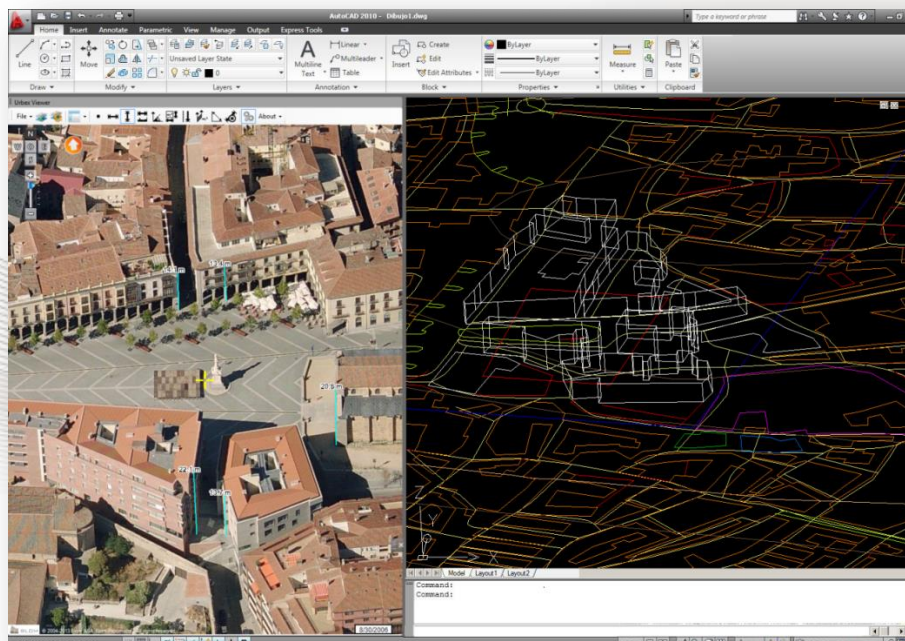 AutoCAD 2010 - Dibujo1.dwg
Type a keyword or phrase
Home Insert Annotate Parametric View Manage Output Express Tools
Line
Move
Unsaved Layer State
0
Multiline
Text
Linear
Multileader
Table
Insert
Create
Edit
Edit Attributes
ByLayer
ByLayer
ByLayer
Measure
Paste
Draw Modify Layers Annotation Block Properties Utilities Clipboard
Urbex Viewer
File
About
N
Z
Y
X
Model Layout1 Layout2
Command:
Command:
8/30/2006